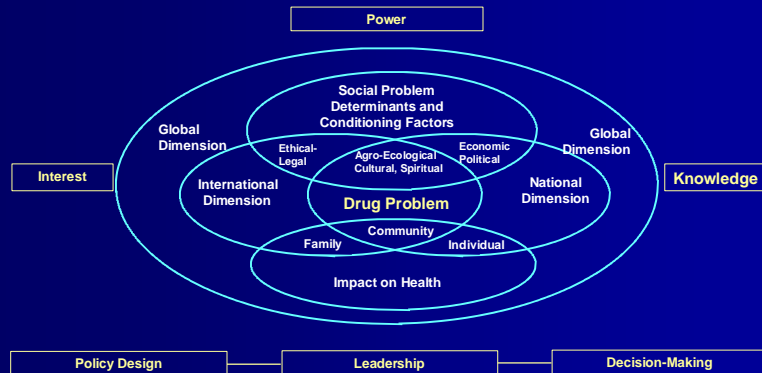 Power
Social Problem
Determinants and
Conditioning Factors
Global
Dimension
Global
Dimension
Ethical-
Legal
Agro-Ecological
Cultural, Spiritual
Economic
Political
Interest
Knowledge
International
Dimension
National
Dimension
Drug Problem
Community
Family
Individual
Impact on Health
Policy Design
Leadership
Decision-Making